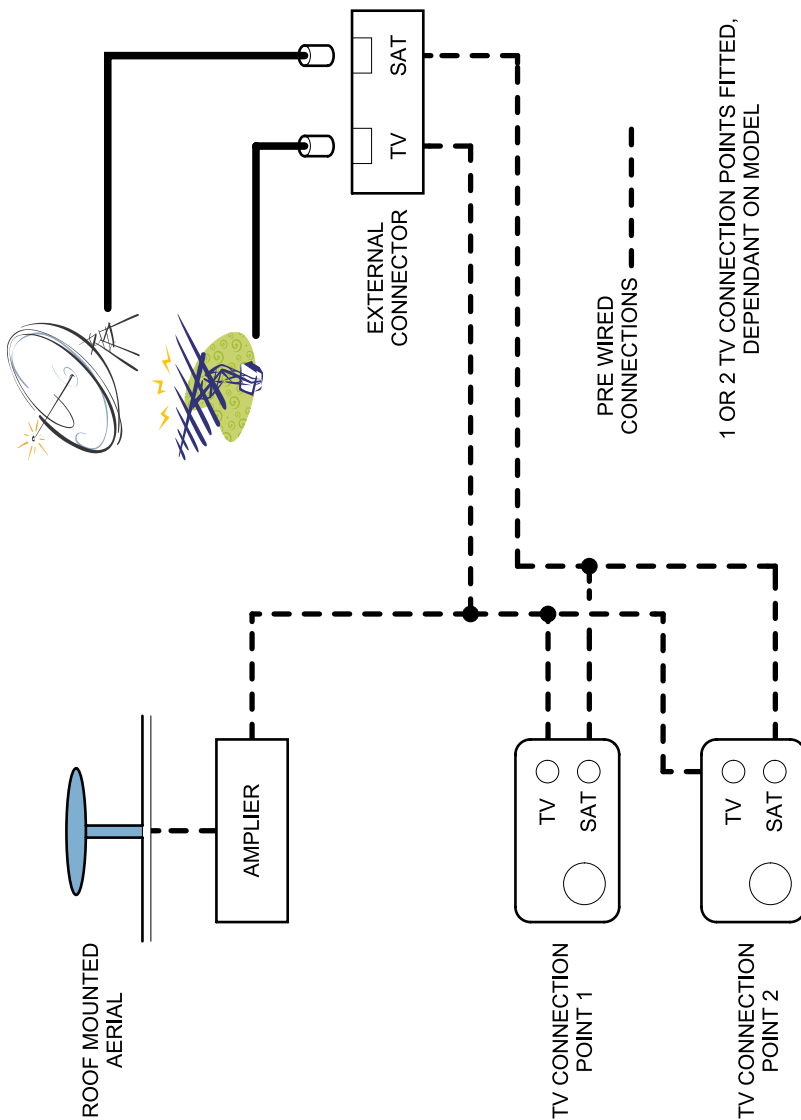 ROOF MOUNTED
AERIAL
AMPLIER
TV CONNECTION
POINT 1
TV
SAT
TV CONNECTION
POINT 2
TV
SAT
EXTERNAL
CONNECTOR
TV
SAT
PRE WIRED
CONNECTIONS
1 OR 2 TV CONNECTION POINTS FITTED,
DEPENDANT ON MODEL